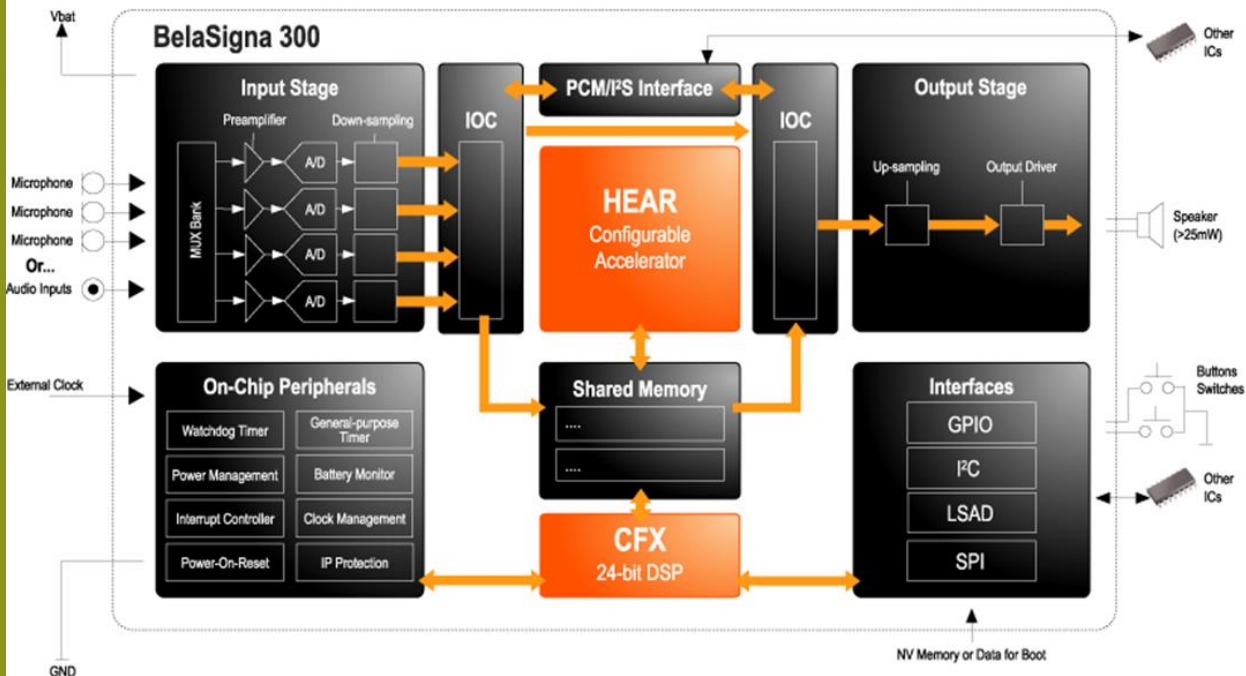 Vbat
BelaSigna 300
Other
ICs
Input Stage
Preamplifier
Down-sampling
MUX Bank
A/D
A/D
A/D
A/D
IOC
PCM/I²S Interface
IOC
Output Stage
Up-sampling
Output Driver
HEAR
Configurable
Accelerator
Microphone
Microphone
Microphone
Or...
Audio Inputs
Speaker
(>25mW)
External Clock
On-Chip Peripherals
Watchdog Timer
General-purpose
Timer
Power Management
Battery Monitor
Interrupt Controller
Clock Management
Power-On-Reset
IP Protection
Shared Memory
....
....
CFX
24-bit DSP
Interfaces
GPIO
I²C
LSAD
SPI
Buttons
Switches
Other
ICs
NV Memory or Data for Boot
GND